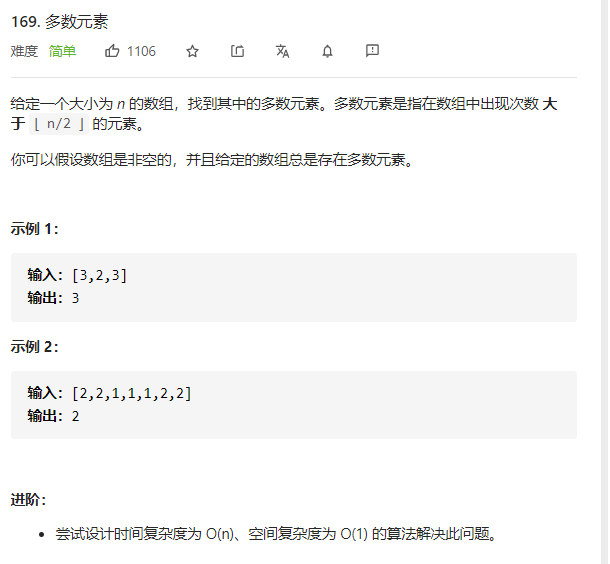 169. 多数元素
难度 简单 1106
给定一个大小为 n 的数组，找到其中的多数元素。多数元素是指在数组中出现次数 大
于 ⌊ n/2 ⌋ 的元素。
你可以假设数组是非空的，并且给定的数组总是存在多数元素。
示例 1：
输入：[3,2,3]
输出：3
示例 2：
输入：[2,2,1,1,1,2,2]
输出：2
进阶：
• 尝试设计时间复杂度为 O(n)、空间复杂度为 O(1) 的算法解决此问题。